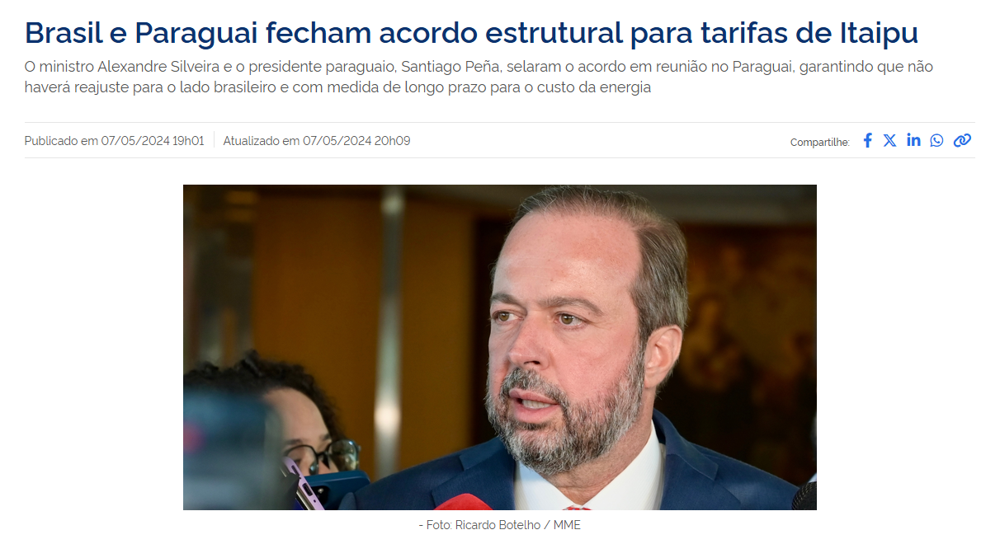 Brasil e Paraguai fecham acordo estrutural para tarifas de Itaipu
O ministro Alexandre Silveira e o presidente paraguaio, Santiago Peña, selaram o acordo em reunião no Paraguai, garantindo que não
haverá reajuste para o lado brasileiro e com medida de longo prazo para o custo da energia
Publicado em 07/05/2024 19h01 Atualizado em 07/05/2024 20h09 Compartilhe:
- Foto: Ricardo Botelho / MME